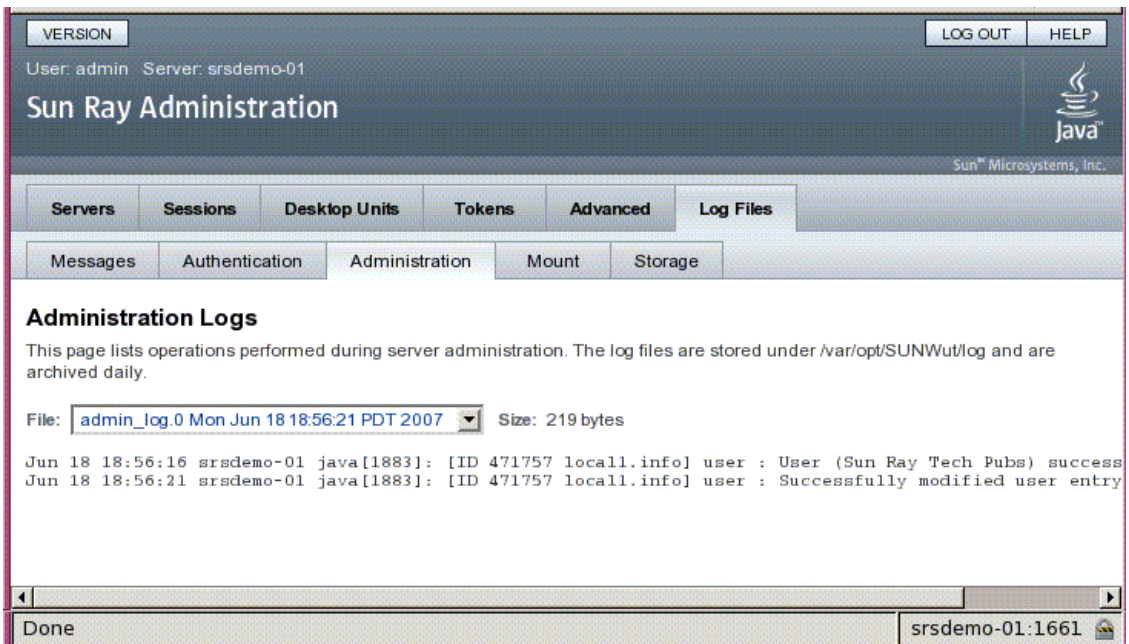 VERSION
LOG OUT
HELP
User: admin Server: srsdemo-01
Sun Ray Administration
Java™
Sun™ Microsystems, Inc.
Servers Sessions Desktop Units Tokens Advanced Log Files
Messages Authentication Administration Mount Storage
Administration Logs
This page lists operations performed during server administration. The log files are stored under /var/opt/SUNWut/log and are
archived daily.
File: admin_log.0 Mon Jun 18 18:56:21 PDT 2007 Size: 219 bytes
Jun 18 18:56:16 srsdemo-01 java[1883]: [ID 471757 local1.info] user : User (Sun Ray Tech Pubs) success
Jun 18 18:56:21 srsdemo-01 java[1883]: [ID 471757 local1.info] user : Successfully modified user entry
Done
srsdemo-01:1661